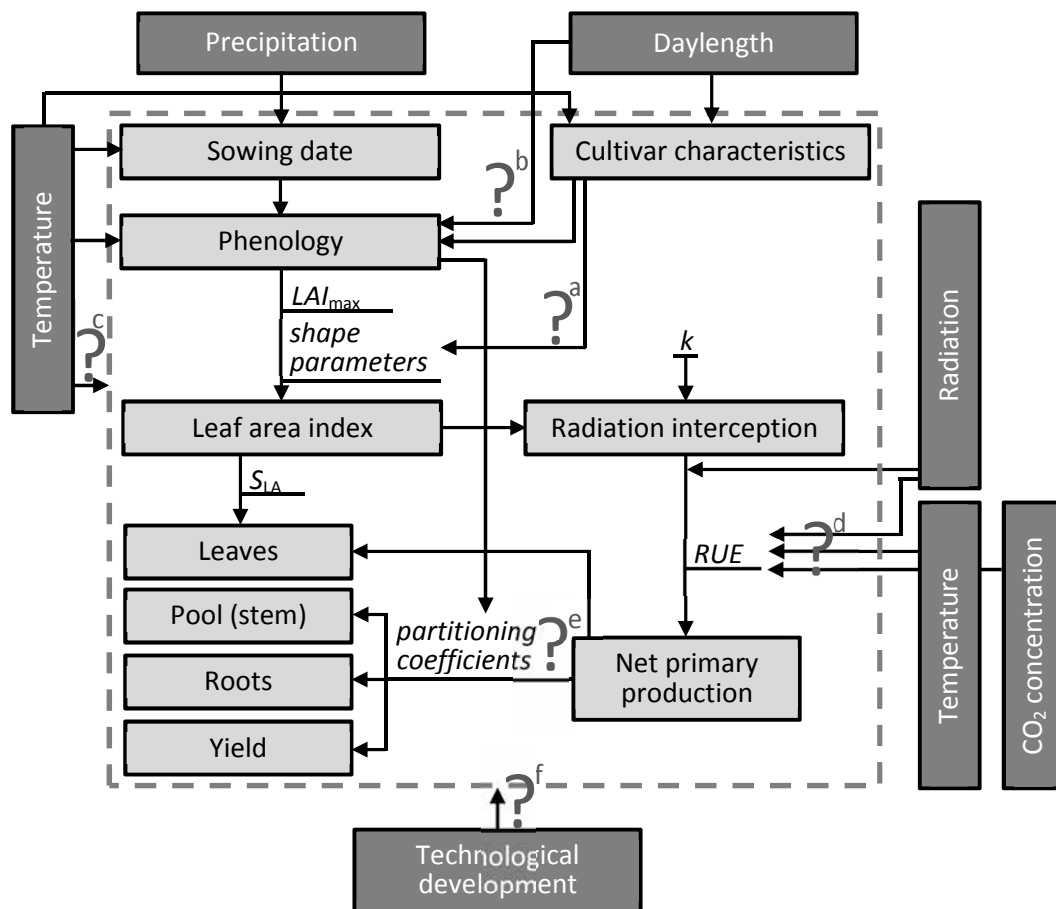 Precipitation
Daylength
Sowing date
Cultivar characteristics
?b
Phenology
Temperature
?c
LAImax
?a
shape
parameters
k
Radiation
Leaf area index
Radiation interception
SLA
Leaves
RUE
?d
Pool (stem)
partitioning
coefficients
?e
Net primary
production
Roots
Yield
Temperature
CO2 concentration
?f
Technological
development